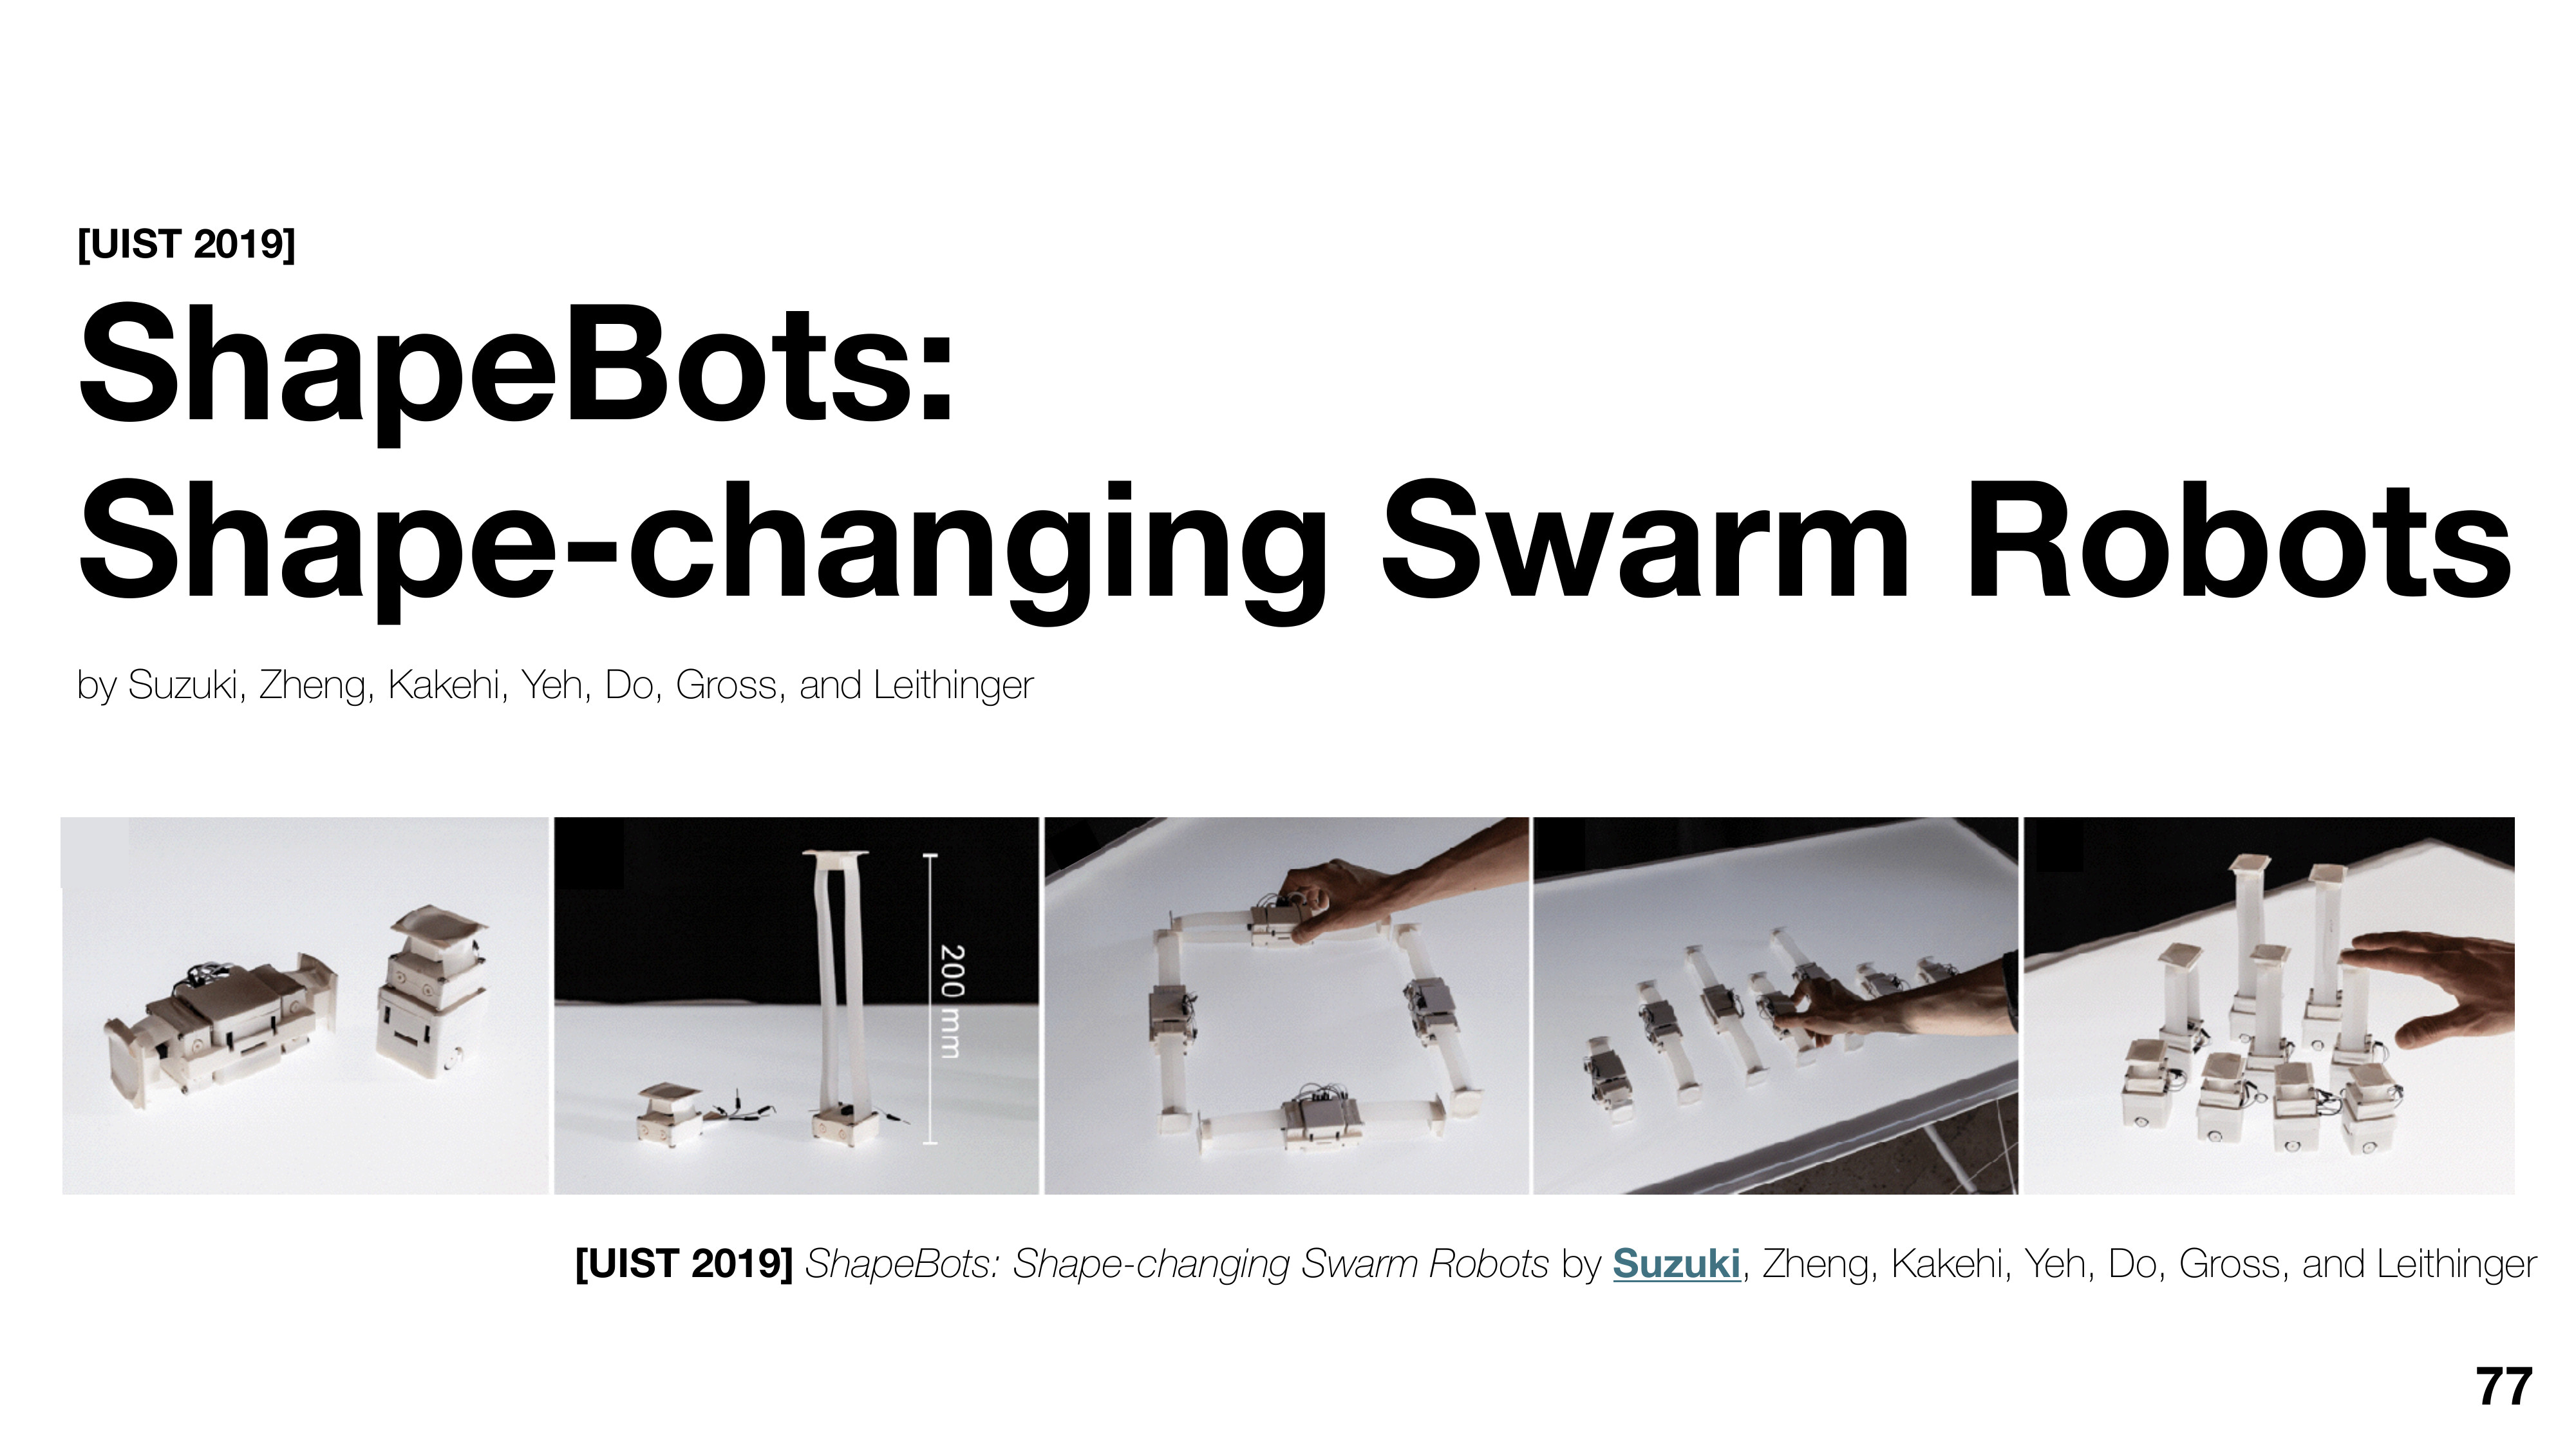 [UIST 2019]
ShapeBots:
Shape-changing Swarm Robots
by Suzuki, Zheng, Kakehi, Yeh, Do, Gross, and Leithinger
200 mm
[UIST 2019] ShapeBots: Shape-changing Swarm Robots by Suzuki, Zheng, Kakehi, Yeh, Do, Gross, and Leithinger
77